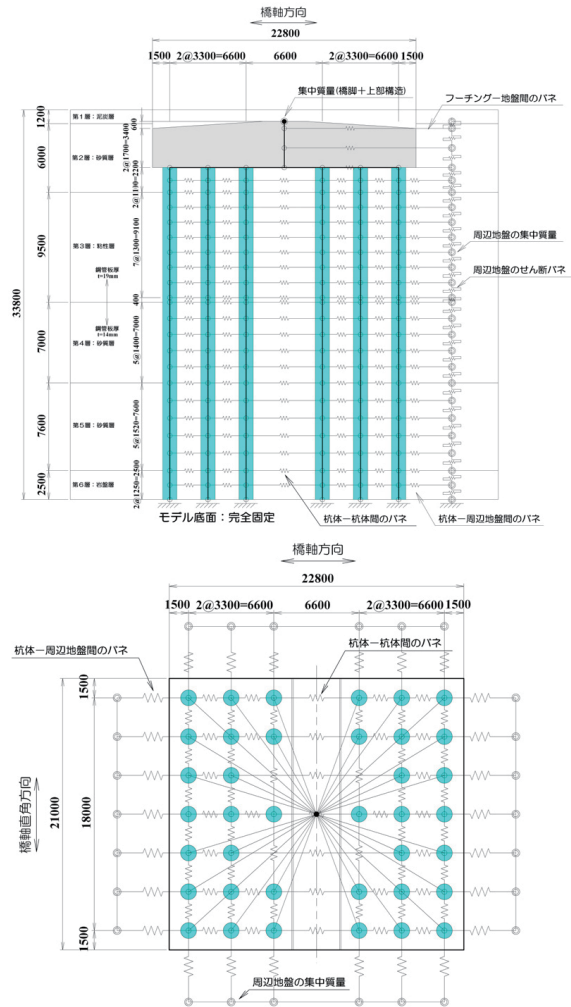 橋軸方向
22800
1500 2@3300=6600 6600 2@3300=6600 1500
集中質量(橋脚＋上部構造)
フーチングー地盤間のバネ
33800
1200
6000
9500
7000
7600
2500
第1層：泥炭層
第2層：砂質層
第3層：粘性層
鋼管板厚
t=19mm
鋼管板厚
t=14mm
第4層：砂質層
第5層：砂質層
第6層：岩盤層
600
2@1700=3400
2@1100=2200
7@1300=9100
400
5@1400=7000
5@1520=7600
2@1250=2500
周辺地盤の集中質量
周辺地盤のせん断バネ
モデル底面：完全固定
杭体ー杭体間のバネ
杭体ー周辺地盤間のバネ
橋軸方向
22800
1500 2@3300=6600 6600 2@3300=6600 1500
杭体ー周辺地盤間のバネ
杭体ー杭体間のバネ
橋軸直角方向
21000
1500
18000
1500
周辺地盤の集中質量